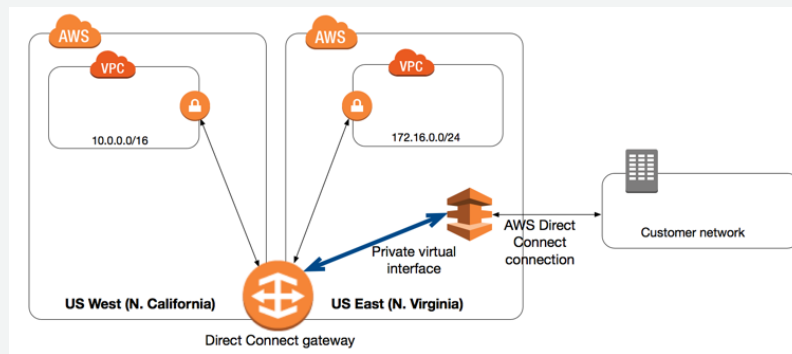 AWS
AWS
VPC
VPC
10.0.0.0/16
172.16.0.0/24
AWS Direct
Connect
connection
Customer network
Private virtual
interface
US West (N. California)
US East (N. Virginia)
Direct Connect gateway